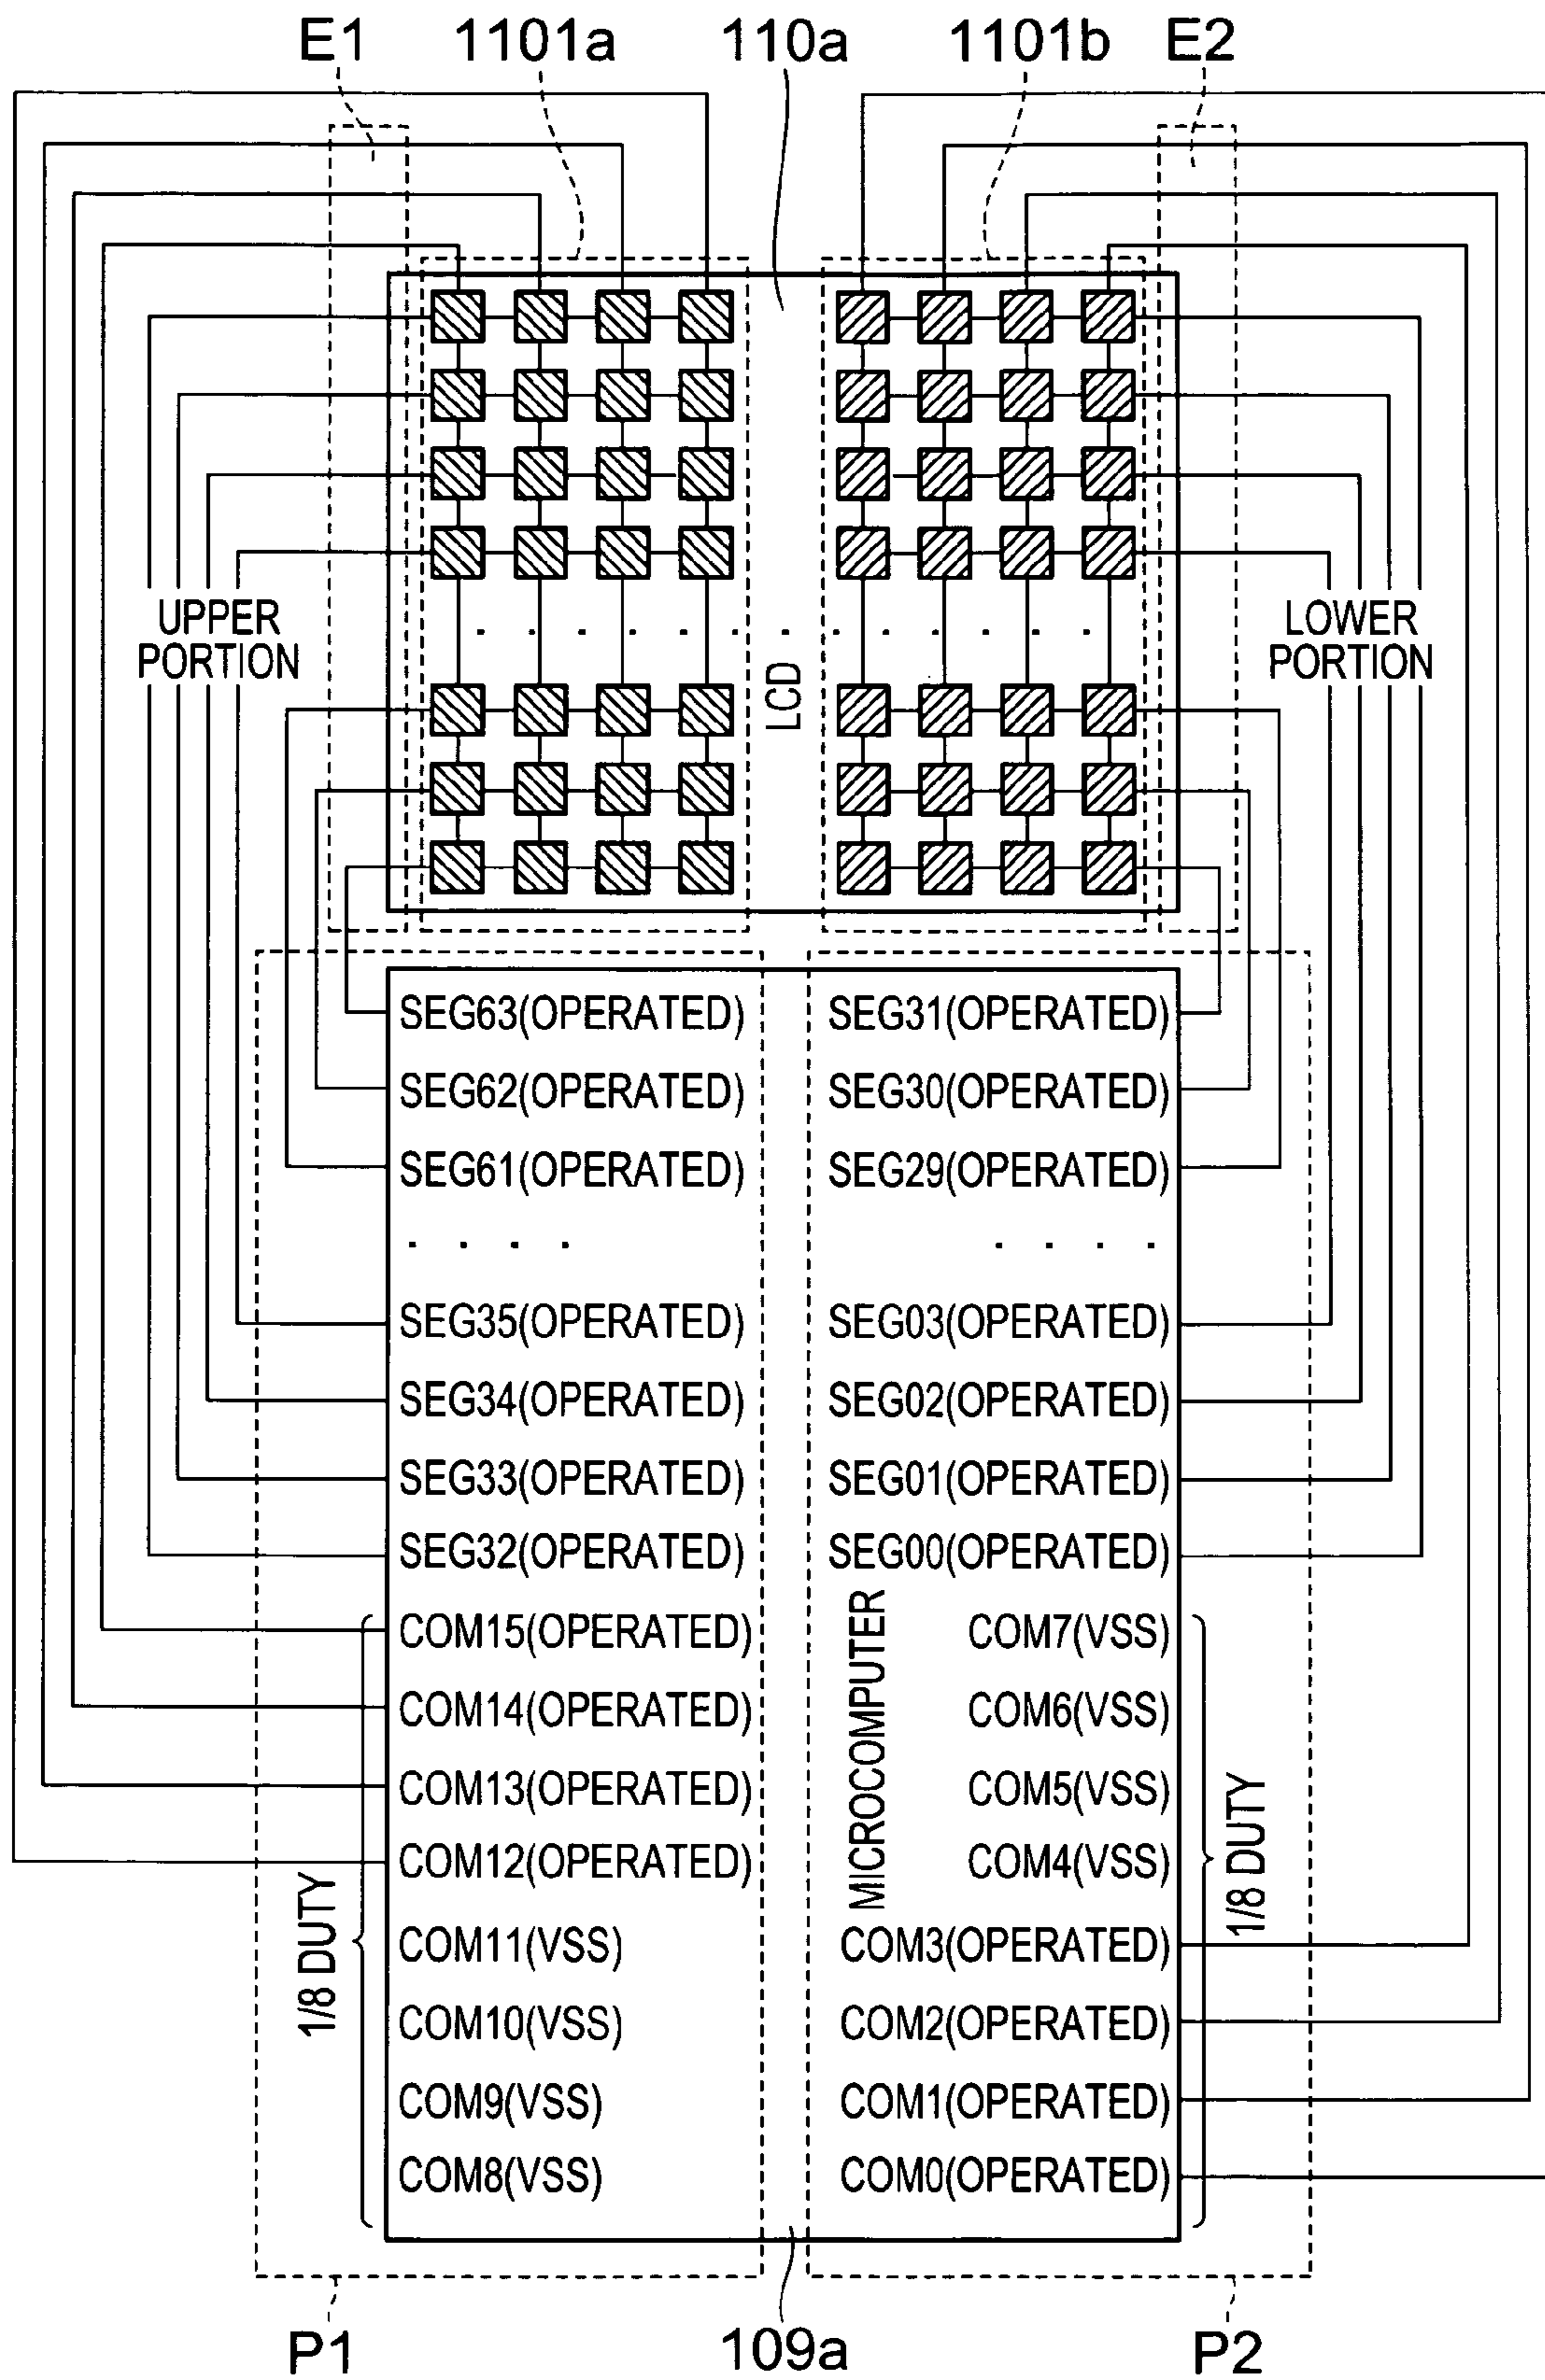 E1 1101a 110a 1101b E2
UPPER
PORTION
LCD
LOWER
PORTION
SEG63(OPERATED) SEG31(OPERATED)
SEG62(OPERATED) SEG30(OPERATED)
SEG61(OPERATED) SEG29(OPERATED)
. . . . . . . .
SEG35(OPERATED) SEG03(OPERATED)
SEG34(OPERATED) SEG02(OPERATED)
SEG33(OPERATED) SEG01(OPERATED)
SEG32(OPERATED) SEG00(OPERATED)
COM15(OPERATED) COM7(VSS)
COM14(OPERATED) COM6(VSS)
COM13(OPERATED) COM5(VSS)
COM12(OPERATED) COM4(VSS)
COM11(VSS) COM3(OPERATED)
COM10(VSS) COM2(OPERATED)
COM9(VSS) COM1(OPERATED)
COM8(VSS) COM0(OPERATED)
1/8 DUTY
MICROCOMPUTER
1/8 DUTY
P1 109a P2